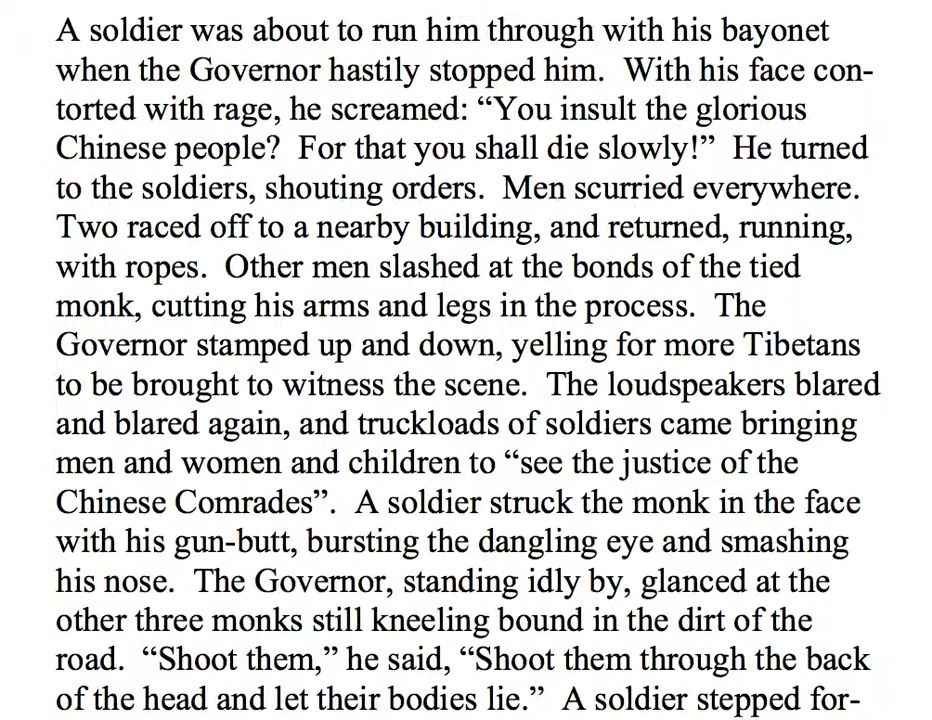 A soldier was about to run him through with his bayonet
when the Governor hastily stopped him.  With his face con-
torted with rage, he screamed: “You insult the glorious
Chinese people?  For that you shall die slowly!”  He turned
to the soldiers, shouting orders.  Men scurried everywhere.
Two raced off to a nearby building, and returned, running,
with ropes.  Other men slashed at the bonds of the tied
monk, cutting his arms and legs in the process.  The
Governor stamped up and down, yelling for more Tibetans
to be brought to witness the scene.  The loudspeakers blared
and blared again, and truckloads of soldiers came bringing
men and women and children to “see the justice of the
Chinese Comrades”.  A soldier struck the monk in the face
with his gun-butt, bursting the dangling eye and smashing
his nose.  The Governor, standing idly by, glanced at the
other three monks still kneeling bound in the dirt of the
road.  “Shoot them,” he said, “Shoot them through the back
of the head and let their bodies lie.”  A soldier stepped for-